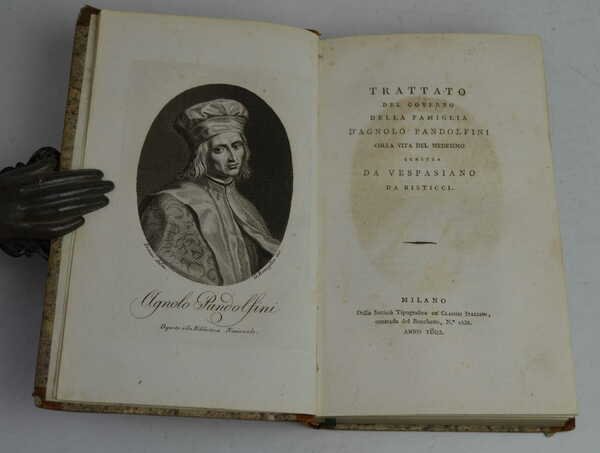 Agnolo Pandolfini
TRATTATO
DEL GOVERNO
DELLA FAMIGLIA
D'AGNOLO PANDOLFINI
COLLA VITA DEL MEDESIMO
SCRITTA
DA VESPASIANO
DA BISTICCI.
MILANO
Dalla Società Tipografica de' CLASSICI ITALIANI,
contrada del Bocchetto, N.°
ANNO 1802.